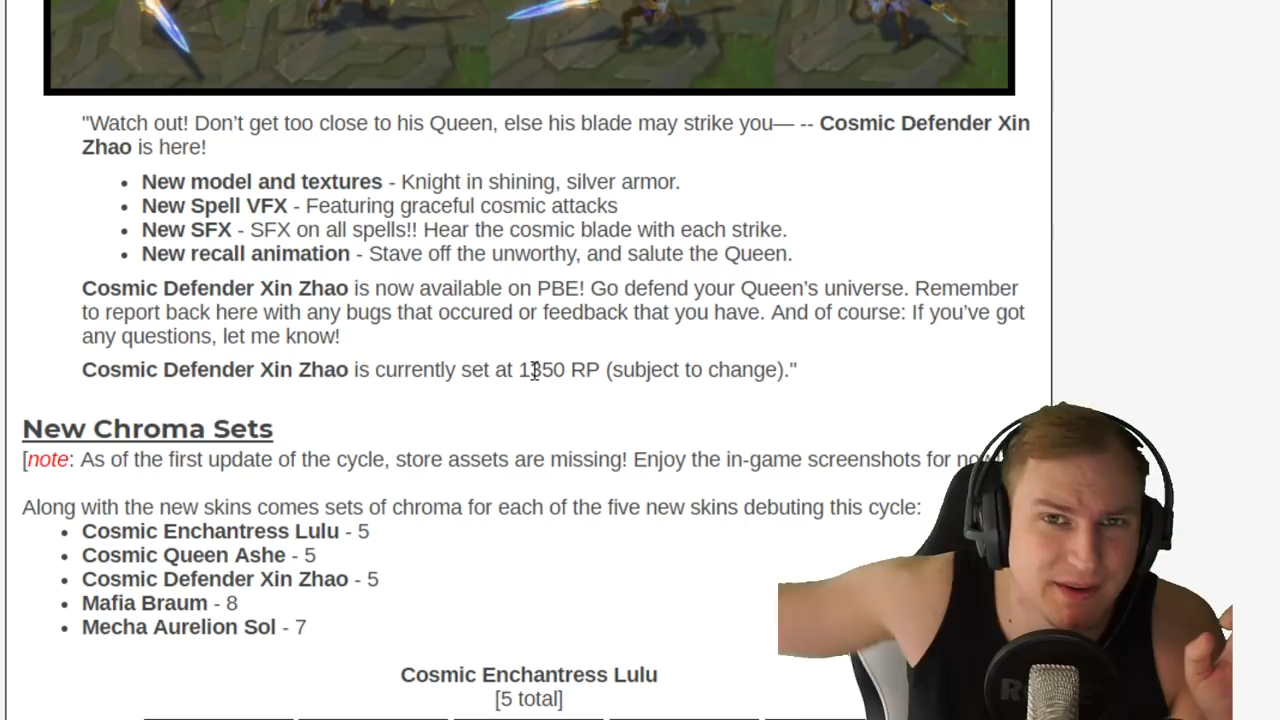 "Watch out! Don't get too close to his Queen, else his blade may strike you— -- Cosmic Defender Xin
Zhao is here!
New model and textures - Knight in shining, silver armor.
New Spell VFX - Featuring graceful cosmic attacks
New SFX - SFX on all spells!! Hear the cosmic blade with each strike.
New recall animation - Stave off the unworthy, and salute the Queen.
Cosmic Defender Xin Zhao is now available on PBE! Go defend your Queen's universe. Remember
to report back here with any bugs that occured or feedback that you have. And of course: If you've got
any questions, let me know!
Cosmic Defender Xin Zhao is currently set at 1350 RP (subject to change)."
New Chroma Sets
[note: As of the first update of the cycle, store assets are missing! Enjoy the in-game screenshots for
Along with the new skins comes sets of chroma for each of the five new skins debuting this cycle:
Cosmic Enchantress Lulu - 5
Cosmic Queen Ashe - 5
Cosmic Defender Xin Zhao - 5
Mafia Braum - 8
Mecha Aurelion Sol - 7
Cosmic Enchantress Lulu
[5 total]